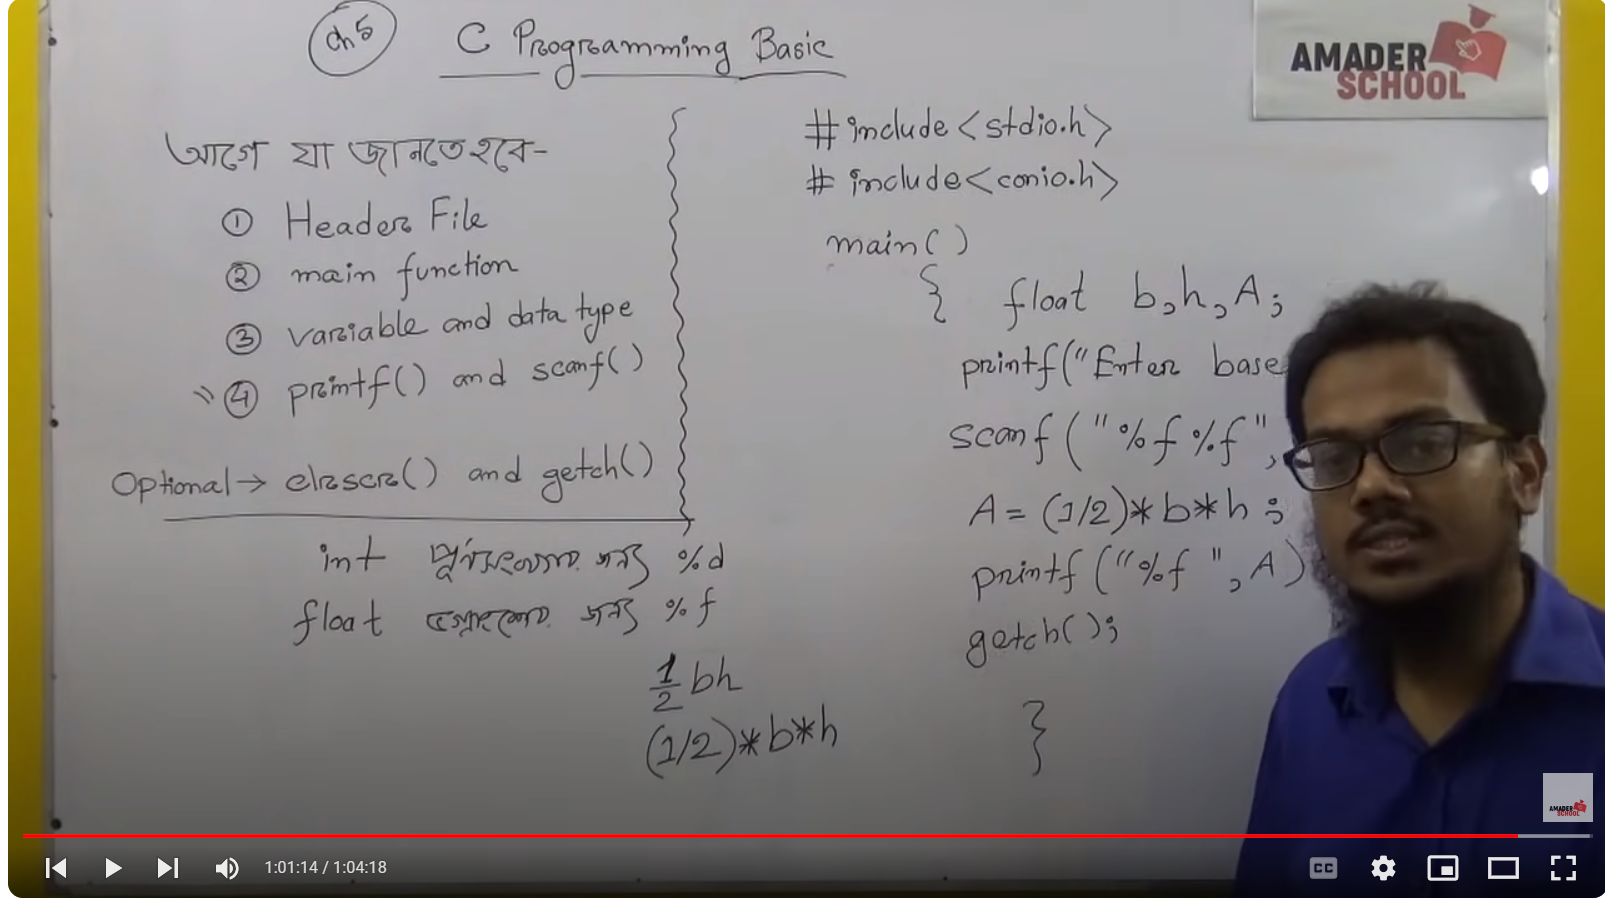 Ch 5
C Programming Basic
AMADER
SCHOOL
আগে যা জানতে হবে-
① Header File
② main function
③ variable and data type
④ printf() and scanf()
Optional → clrscr() and getch()
int পূর্ণসংখ্যার জন্য %d
float ভগ্নাংশের জন্য %f
1/2 bh
(1/2)*b*h
#include<stdio.h>
#include<conio.h>
main()
{ float b,h,A;
printf("Enter base
scanf("%f%f",
A=(1/2)*b*h;
printf("%f",A)
getch();
}
AMADER
SCHOOL
1:01:14 / 1:04:18
CC